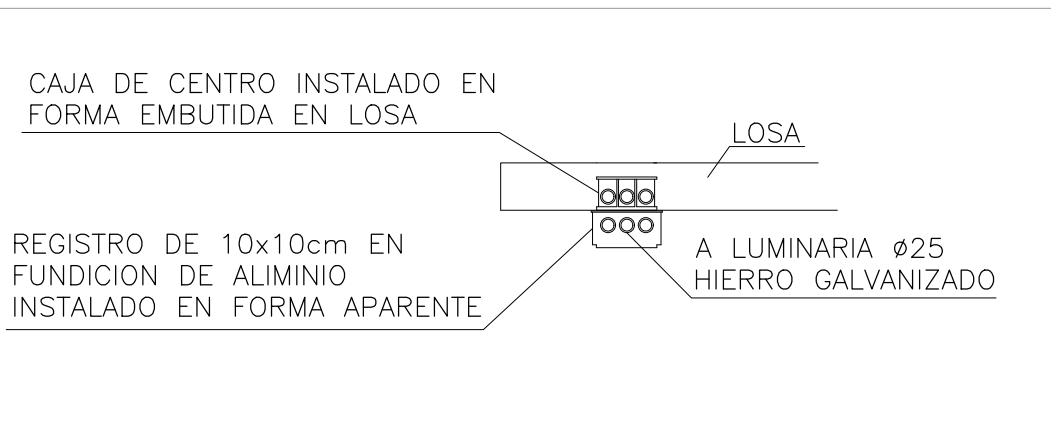 CAJA DE CENTRO INSTALADO EN
FORMA EMBUTIDA EN LOSA
LOSA
REGISTRO DE 10x10cm EN
FUNDICION DE ALIMINIO
INSTALADO EN FORMA APARENTE
A LUMINARIA ø25
HIERRO GALVANIZADO